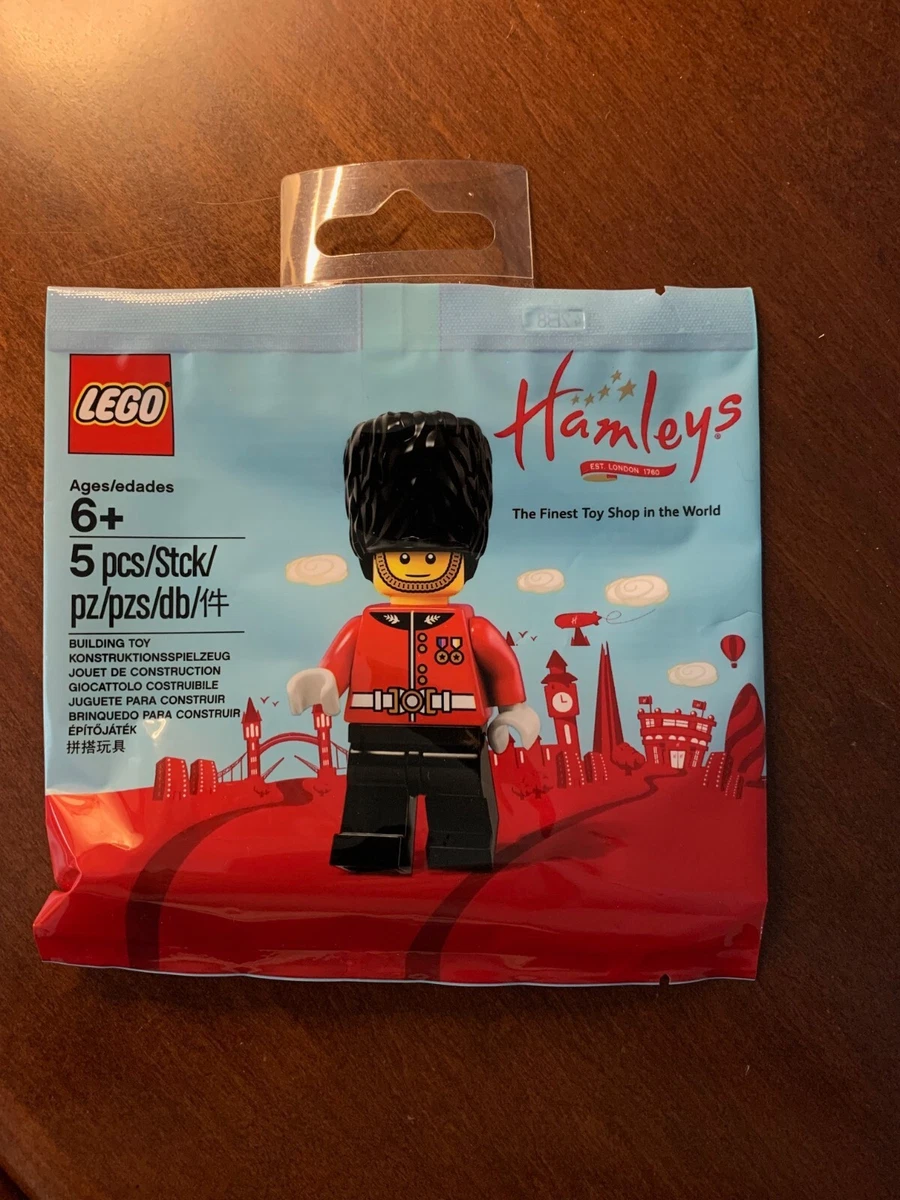 LEGO®
Ages/edades
6+
5 pcs/Stck/
pz/pzs/db/件
BUILDING TOY
KONSTRUKTIONSSPIELZEUG
JOUET DE CONSTRUCTION
GIOCATTOLO COSTRUIBILE
JUGUETE PARA CONSTRUIR
BRINQUEDO PARA CONSTRUIR
ÉPÍTŐJÁTÉK
拼搭玩具
Hamleys®
EST. LONDON 1760
The Finest Toy Shop in the World
H